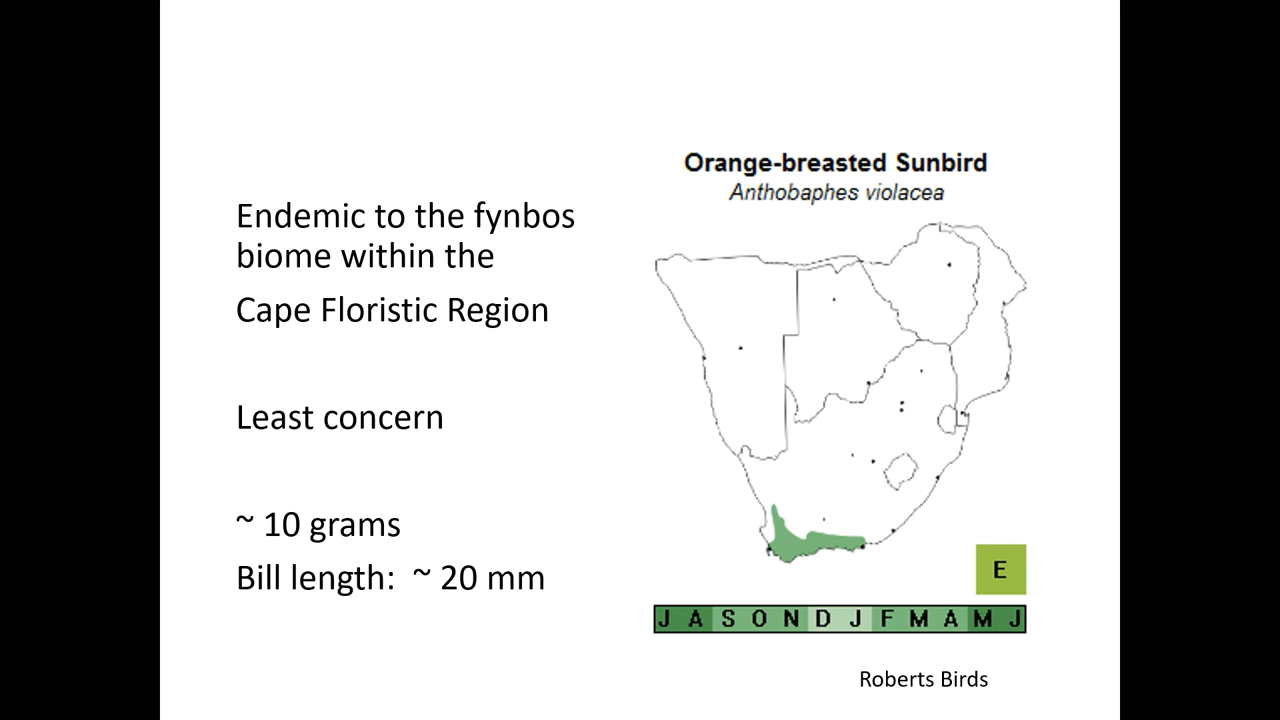 Orange-breasted Sunbird
Anthobaphes violacea
Endemic to the fynbos
biome within the
Cape Floristic Region
Least concern
~ 10 grams
Bill length:  ~ 20 mm
E
J A S O N D J F M A M J
Roberts Birds